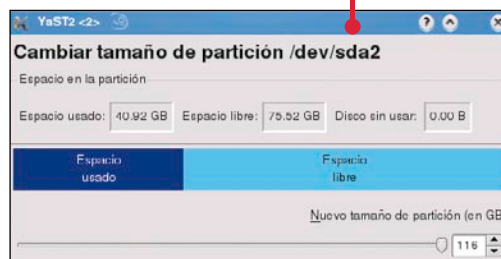 YaST2 <2>
Cambiar tamaño de partición /dev/sda2
Espacio en la partición
Espacio usado: 40.92 GB Espacio libre: 75.52 GB Disco sin usar: 0.00 B
Espacio usado
Espacio libre
Nuevo tamaño de partición (en GB
116